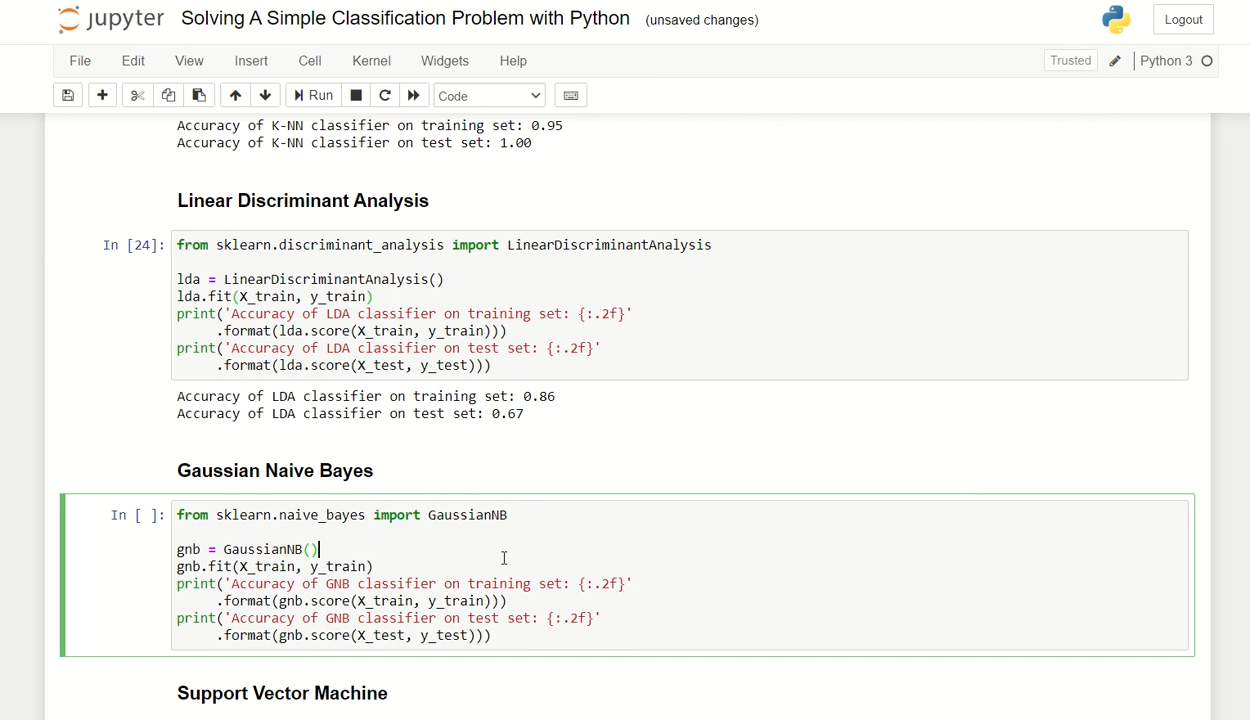 jupyter Solving A Simple Classification Problem with Python (unsaved changes) Logout
File Edit View Insert Cell Kernel Widgets Help Trusted Python 3
Run Code
Accuracy of K-NN classifier on training set: 0.95
Accuracy of K-NN classifier on test set: 1.00
Linear Discriminant Analysis
In [24]: from sklearn.discriminant_analysis import LinearDiscriminantAnalysis
lda = LinearDiscriminantAnalysis()
lda.fit(X_train, y_train)
print('Accuracy of LDA classifier on training set: {:.2f}'
.format(lda.score(X_train, y_train)))
print('Accuracy of LDA classifier on test set: {:.2f}'
.format(lda.score(X_test, y_test)))
Accuracy of LDA classifier on training set: 0.86
Accuracy of LDA classifier on test set: 0.67
Gaussian Naive Bayes
In [ ]: from sklearn.naive_bayes import GaussianNB
gnb = GaussianNB()
gnb.fit(X_train, y_train)
print('Accuracy of GNB classifier on training set: {:.2f}'
.format(gnb.score(X_train, y_train)))
print('Accuracy of GNB classifier on test set: {:.2f}'
.format(gnb.score(X_test, y_test)))
Support Vector Machine